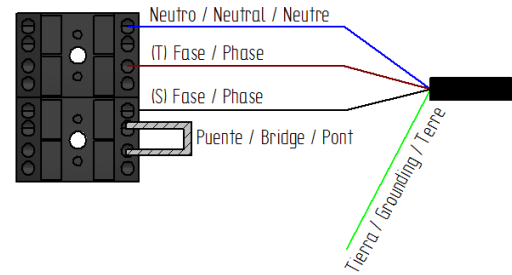 Neutro / Neutral / Neutre
(T) Fase / Phase
(S) Fase / Phase
Puente / Bridge / Pont
Tierra / Grounding / Terre